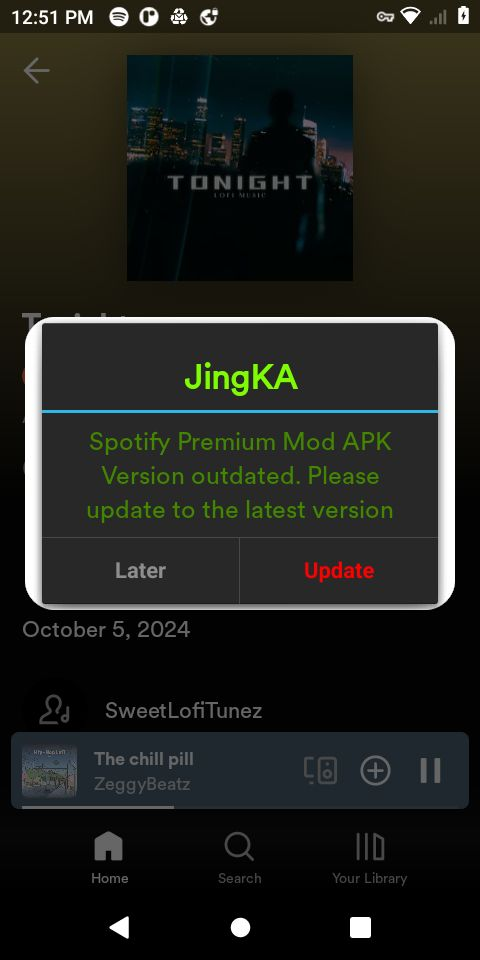 12:51 PM
TONIGHT
LOFI MUSIC
JingKA
Spotify Premium Mod APK
Version outdated. Please
update to the latest version
Later
Update
October 5, 2024
SweetLofiTunez
The chill pill
ZeggyBeatz
Home
Search
Your Library